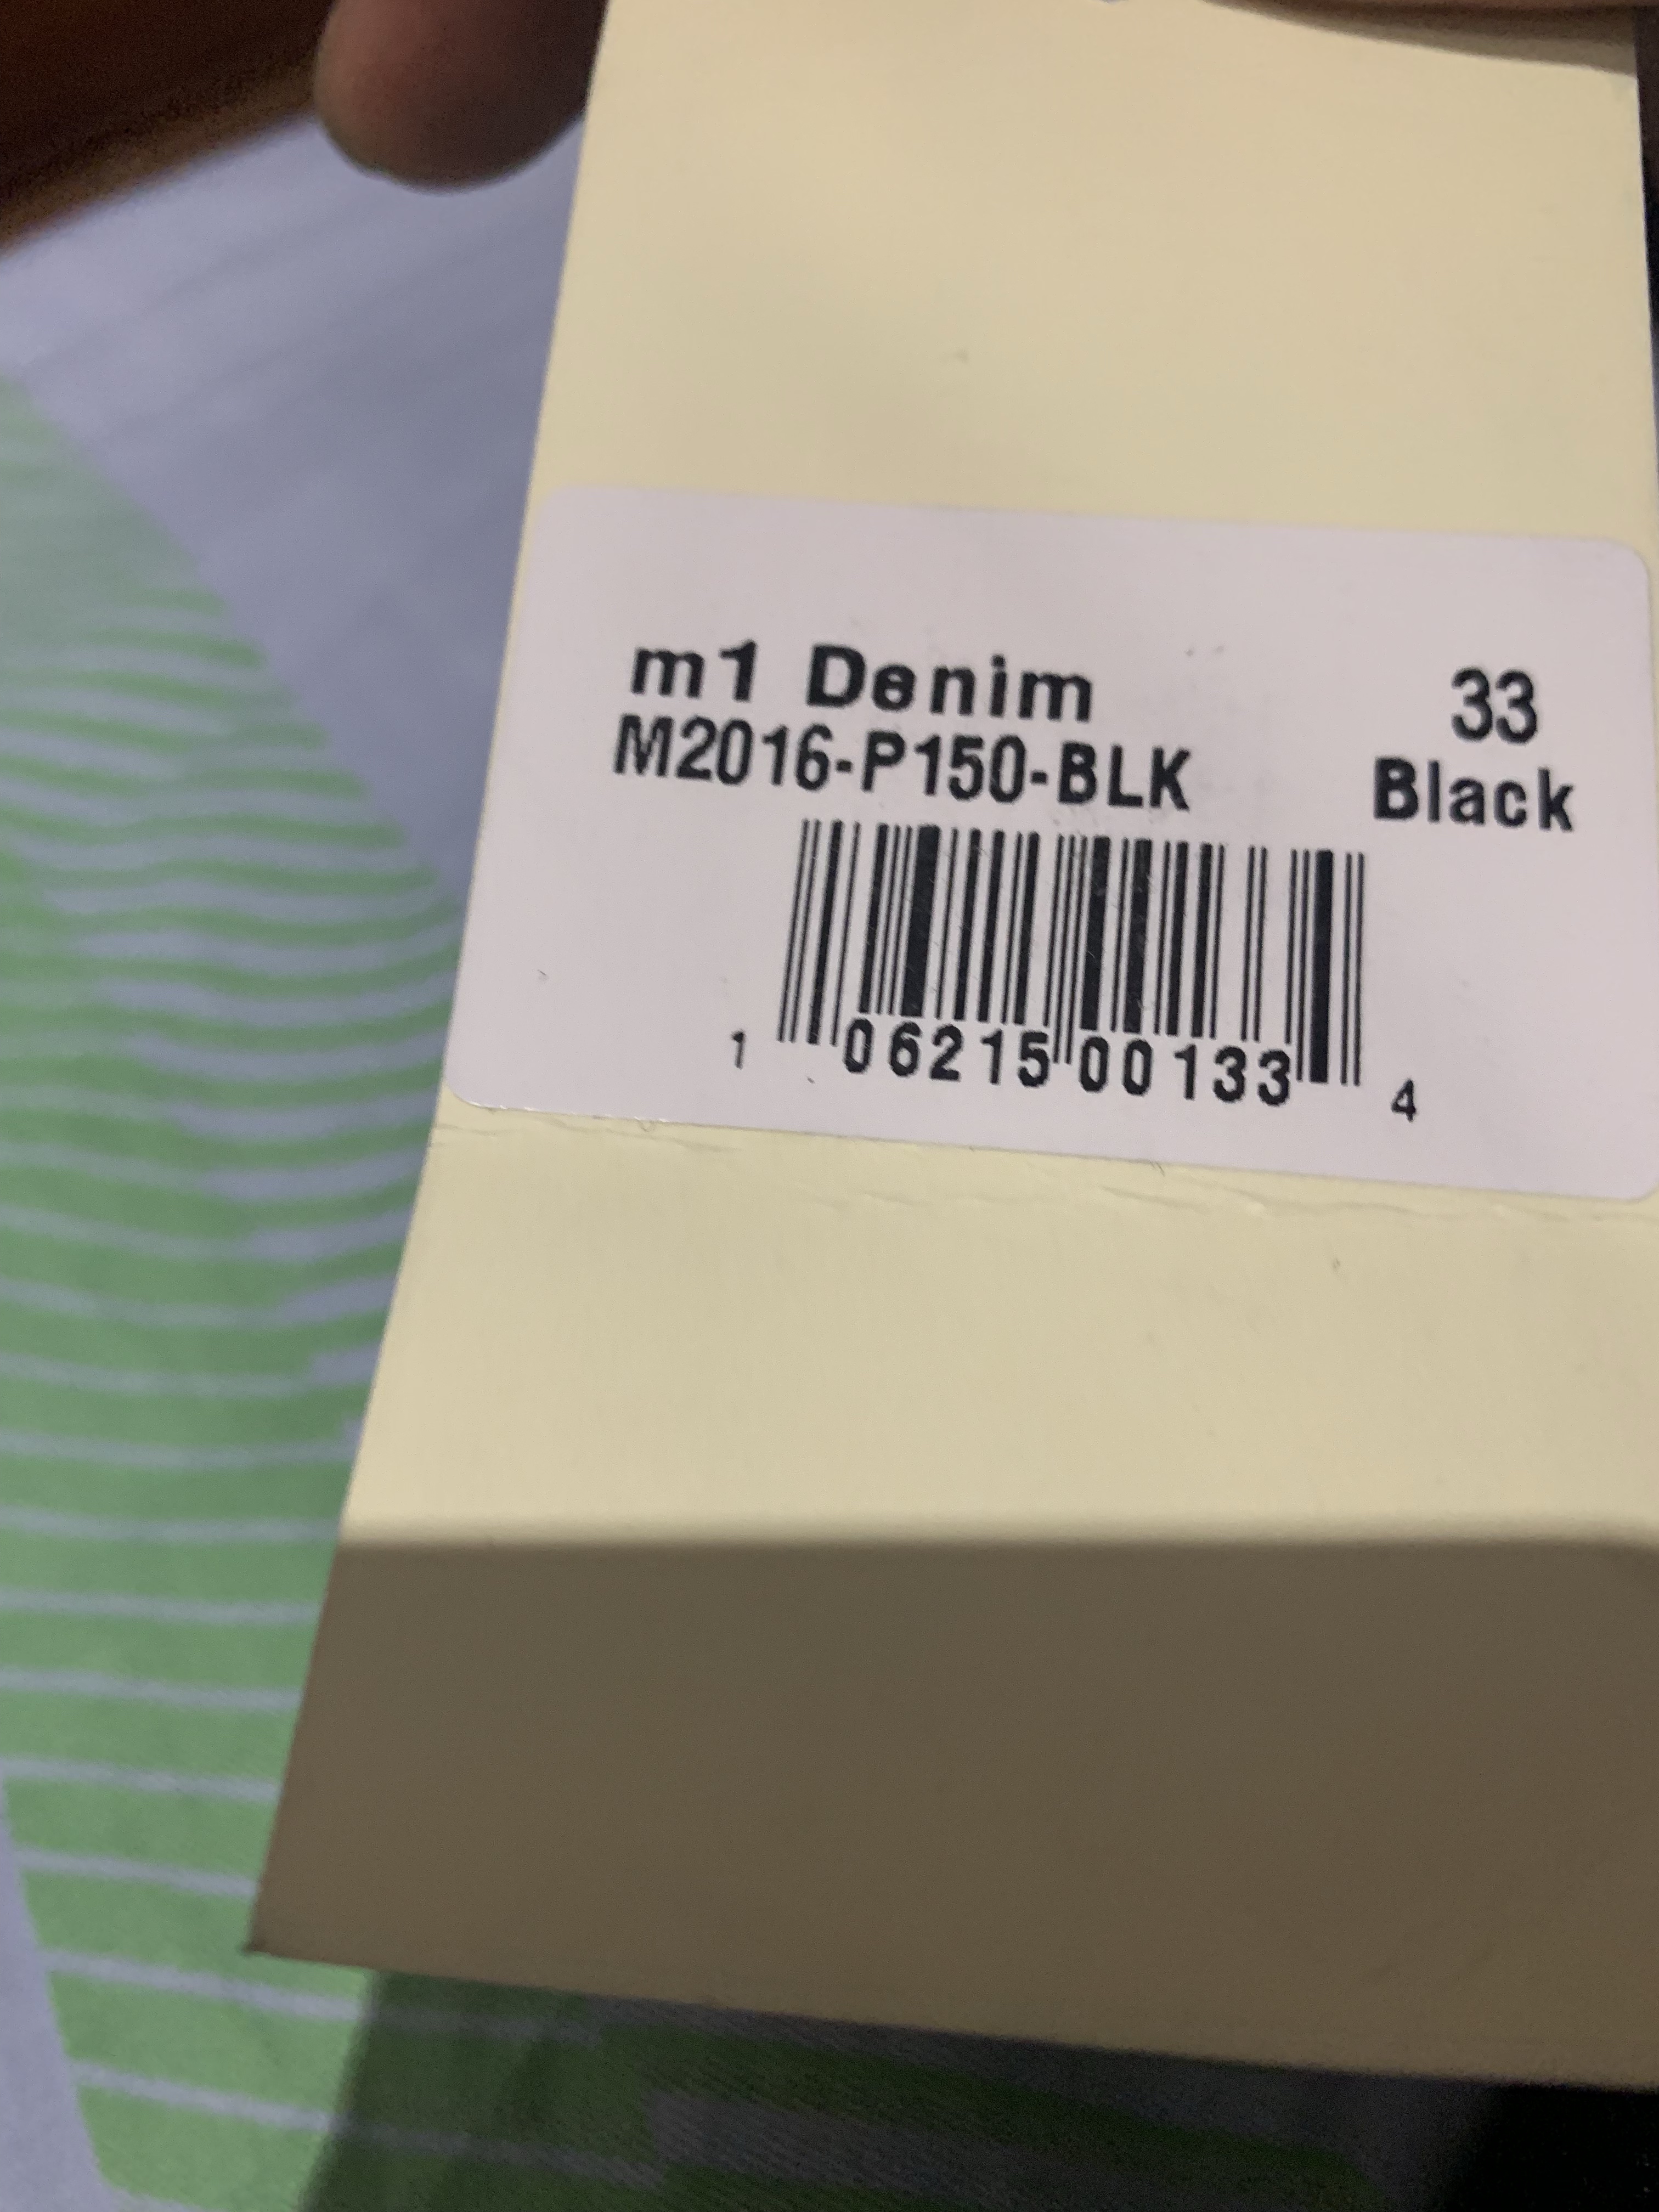 m1 Denim 33
M2016-P150-BLK Black
1 06215 00133 4